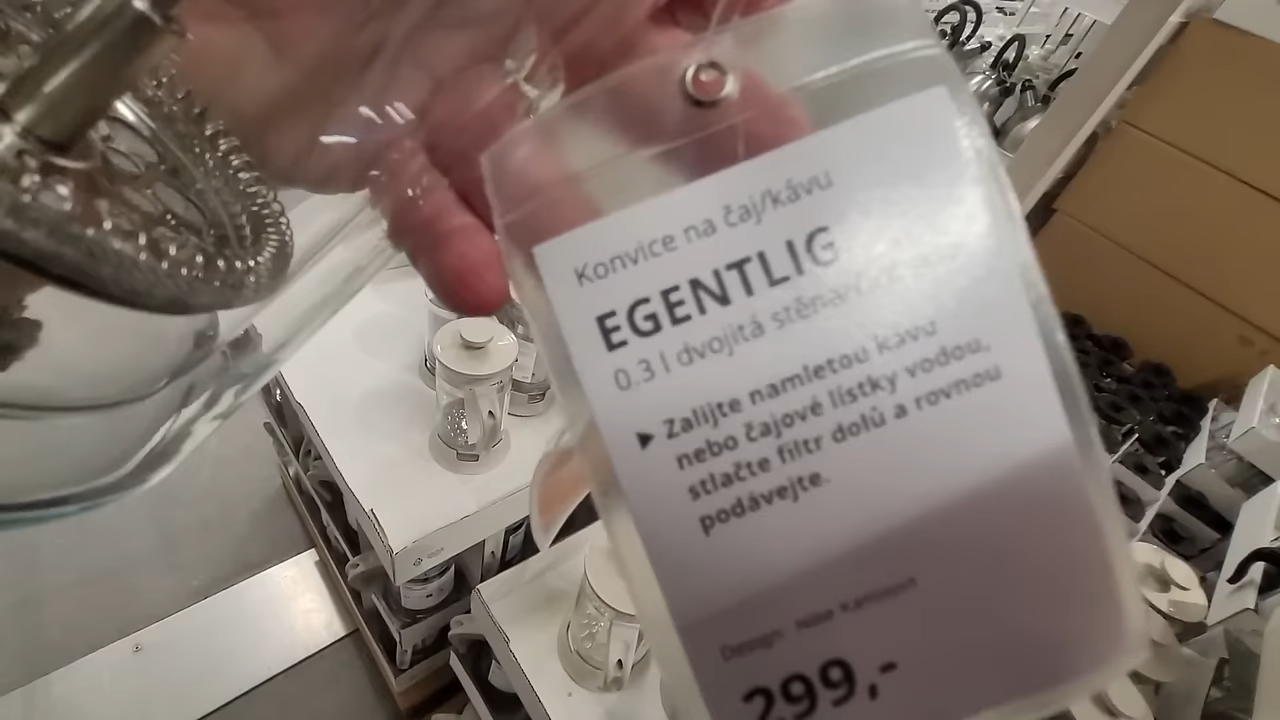 Konvice na čaj/kávu
EGENTLIG
0.3 l dvojitá stěna
▶ Zalijte namletou kávu
nebo čajové lístky vodou,
stlačte filtr dolů a rovnou
podávejte.
Design:
299,-